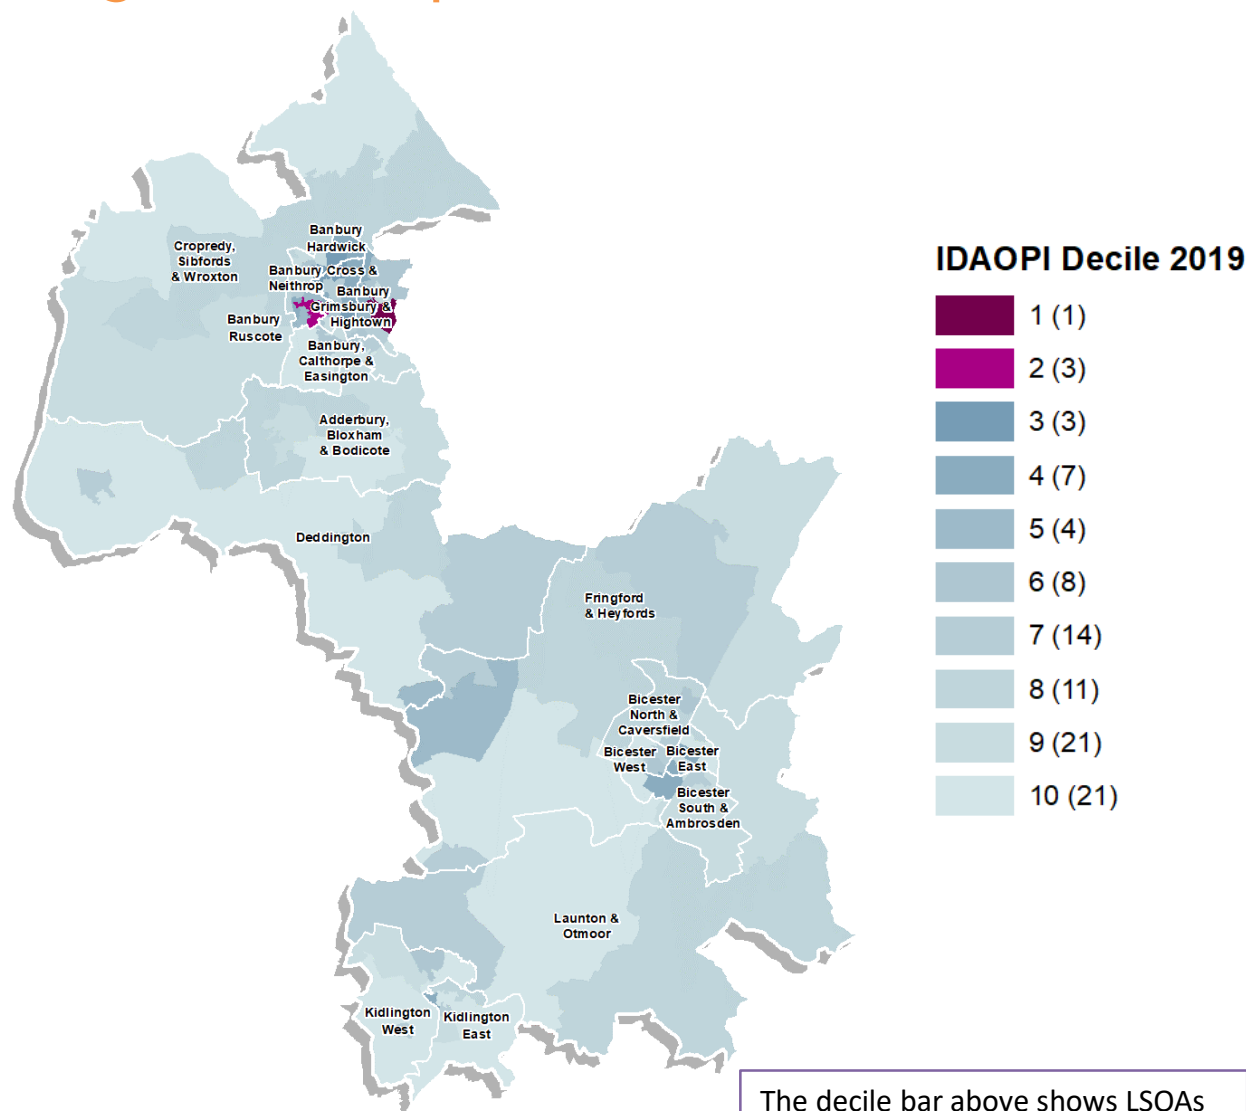 Banbury
Hardwick
Cropredy,
Sibfords
& Wroxton
Banbury Cross &
Neithrop
Banbury
Grimsbury &
Hightown
Banbury
Ruscote
Banbury,
Calthorpe &
Easington
Adderbury,
Bloxham
& Bodicote
Deddington
Fringford
& Heyfords
Bicester
North &
Caversfield
Bicester
West
Bicester
East
Bicester
South &
Ambrosden
Launton &
Otmoor
Kidlington
West
Kidlington
East
IDAOPI Decile 2019
1 (1)
2 (3)
3 (3)
4 (7)
5 (4)
6 (8)
7 (14)
8 (11)
9 (21)
10 (21)
The decile bar above shows LSOAs